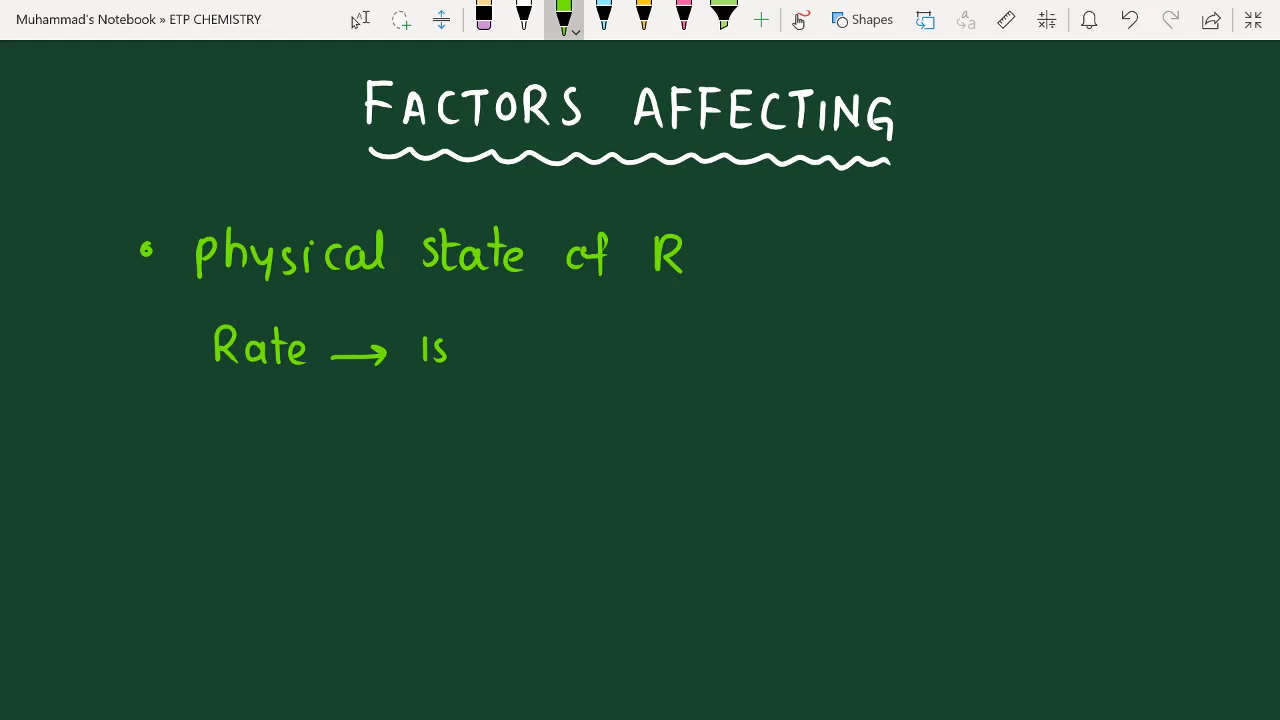 Muhammad's Notebook » ETP CHEMISTRY
Shapes
FACTORS AFFECTING
• Physical state of R
Rate → is